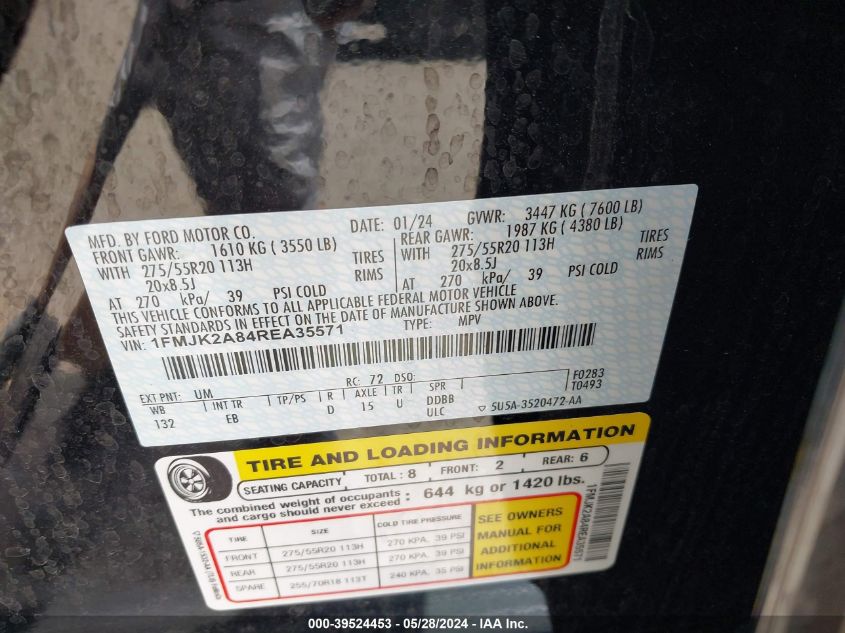 MFD. BY FORD MOTOR CO.
DATE: 01/24 GVWR: 3447 KG ( 7600 LB)
FRONT GAWR: 1610 KG ( 3550 LB) REAR GAWR: 1987 KG ( 4380 LB)
WITH 275/55R20 113H TIRES WITH 275/55R20 113H TIRES
20x8.5J RIMS 20x8.5J RIMS
AT 270 kPa/ 39 PSI COLD AT 270 kPa/ 39 PSI COLD
THIS VEHICLE CONFORMS TO ALL APPLICABLE FEDERAL MOTOR VEHICLE
SAFETY STANDARDS IN EFFECT ON THE DATE OF MANUFACTURE SHOWN ABOVE.
VIN: 1FMJK2A84REA35571 TYPE: MPV
EXT PNT: UM RC: 72 DSO: F0283
WB INT TR TP/PS R AXLE TR SPR T0493
132 EB D 15 U DDBB
ULC 5U5A-3520472-AA
TIRE AND LOADING INFORMATION
SEATING CAPACITY TOTAL : 8 FRONT: 2 REAR: 6
The combined weight of occupants and cargo should never exceed : 644 kg or 1420 lbs.
TIRE SIZE COLD TIRE PRESSURE
FRONT 275/55R20 113H 270 KPA, 39 PSI
REAR 275/55R20 113H 270 KPA, 39 PSI
SPARE 255/70R18 113T 240 KPA, 35 PSI
SEE OWNERS
MANUAL FOR
ADDITIONAL
INFORMATION
1FMJK2A84REA35571
000-39524453 - 05/28/2024 - IAA Inc.